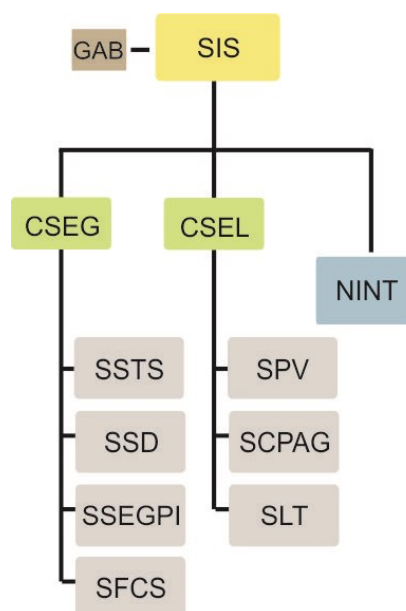 GAB
SIS
CSEG
CSEL
NINT
SSTS
SPV
SSD
SCPAG
SSEGPI
SLT
SFCS